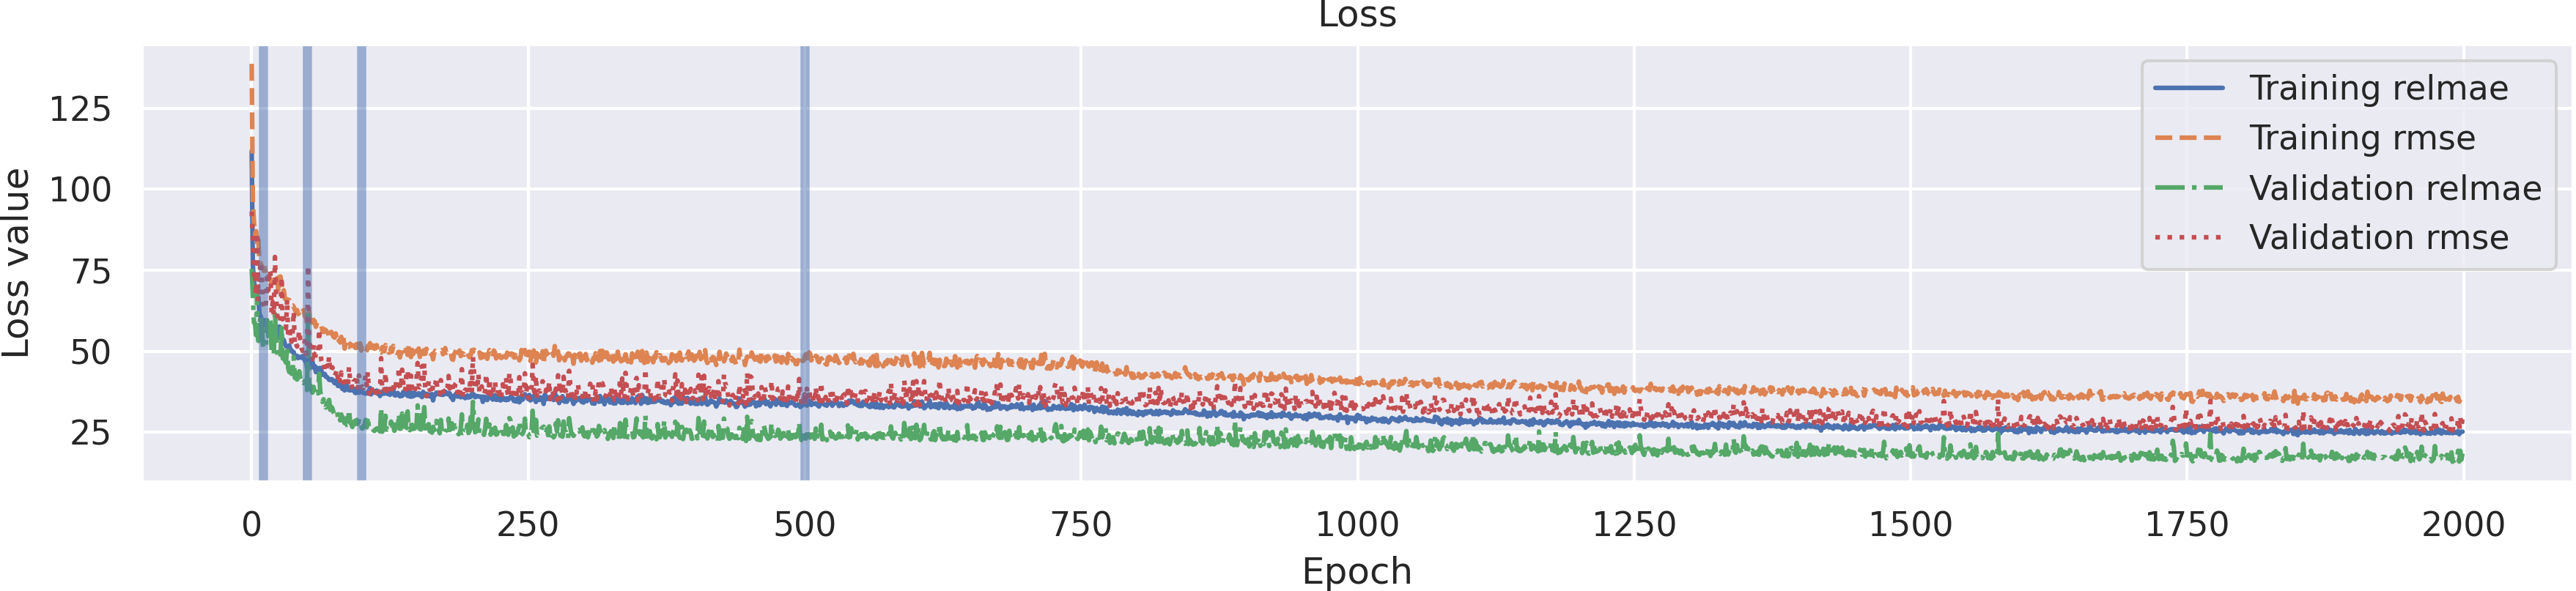 Loss
Loss value
125
100
75
50
25
Training relmae
Training rmse
Validation relmae
Validation rmse
0 250 500 750 1000 1250 1500 1750 2000
Epoch